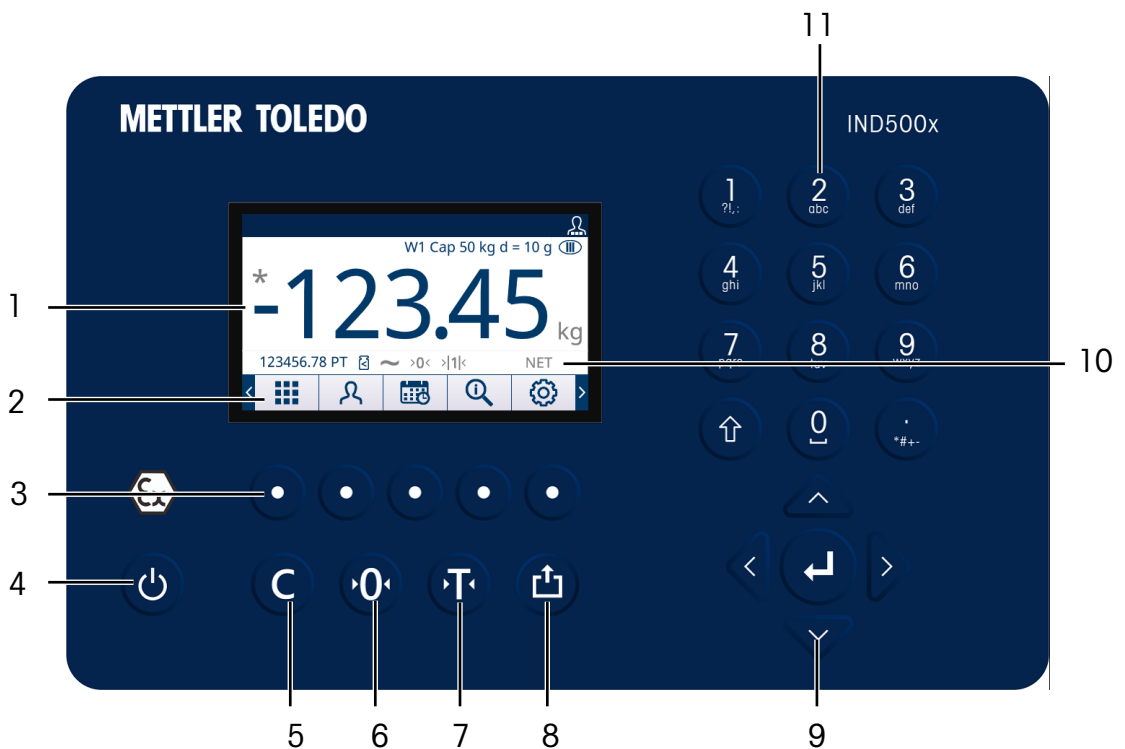 11
METTLER TOLEDO
IND500x
1
?!,:
2
abc
3
def
W1 Cap 50 kg d = 10 g
*-123.45 kg
4
ghi
5
jkl
6
mno
1
123456.78 PT ~ >0< >|1|< NET
7
8
9
10
2
0
.
*#+-
3
εx
4
C
0
T
5
6
7
8
9